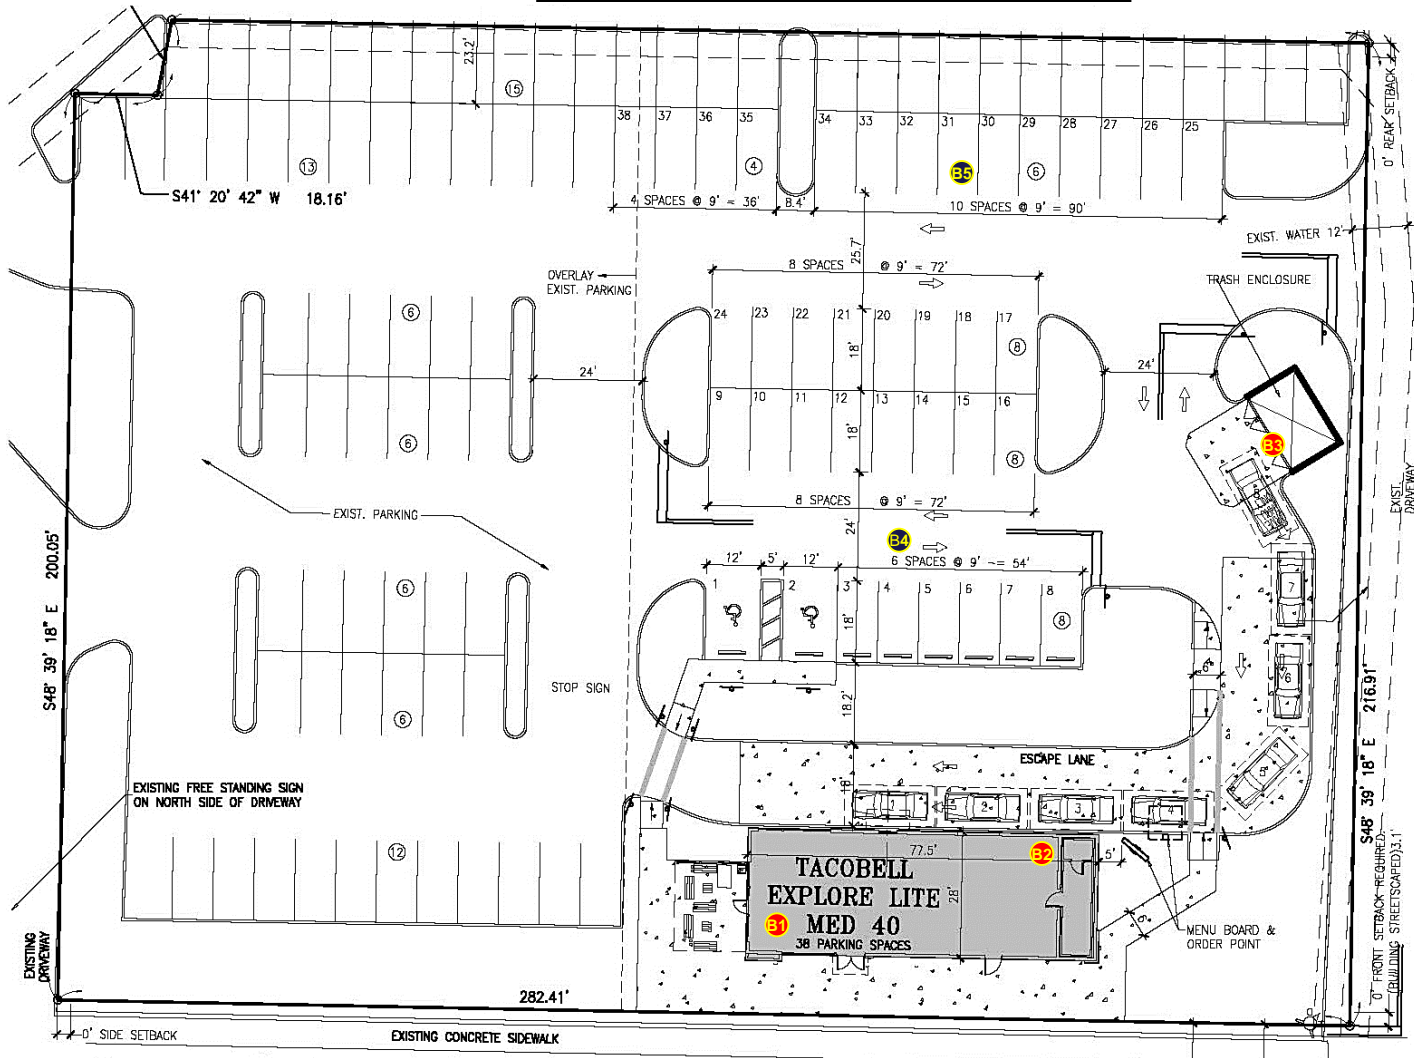 23.2'
15
38 37 36 35
34 33 32 31 30 29 28 27 26 25
13
4
B5
6
S41° 20' 42" W 18.16'
4 SPACES @ 9' = 36'
8.4'
10 SPACES @ 9' = 90'
0' REAR SETBACK
EXIST. WATER 12'
25.7'
8 SPACES @ 9' = 72'
OVERLAY
EXIST. PARKING
TRASH ENCLOSURE
6
24 23 22 21 20 19 18 17
8
18'
24'
24'
9 10 11 12 13 14 15 16
18'
6
8
B3
8
EXIST.
DRIVEWAY
8 SPACES @ 9' = 72'
EXIST. PARKING
24'
B4
12' 5' 12'
6 SPACES @ 9' -= 54'
S48° 39' 18" E 200.05'
6
1 2 3 4 5 6 7 8
18'
8
7
6"
6
STOP SIGN
18.2'
6
S48° 39' 18" E 216.91'
ESCAPE LANE
5
EXISTING FREE STANDING SIGN
ON NORTH SIDE OF DRIVEWAY
18'
1 2 3 4
12
77.5'
B2
5'
TACOBELL
EXPLORE LITE
MED 40
38 PARKING SPACES
28'
B1
6"
MENU BOARD &
ORDER POINT
0' FRONT SETBACK REQUIRED.
(BUILDING STREETSCAPED)3.1'
EXISTING
DRIVEWAY
282.41'
0' SIDE SETBACK
EXISTING CONCRETE SIDEWALK